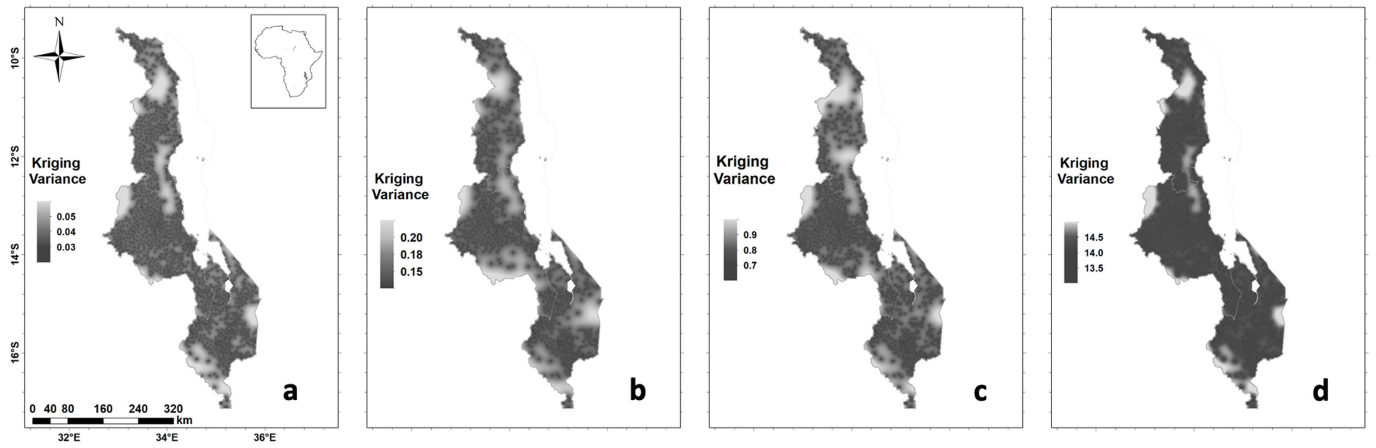 N
10°S
12°S
14°S
16°S
Kriging
Variance
0.05
0.04
0.03
0 40 80 160 240 320
km
32°E 34°E 36°E
a
Kriging
Variance
0.20
0.18
0.15
b
Kriging
Variance
0.9
0.8
0.7
c
Kriging
Variance
14.5
14.0
13.5
d